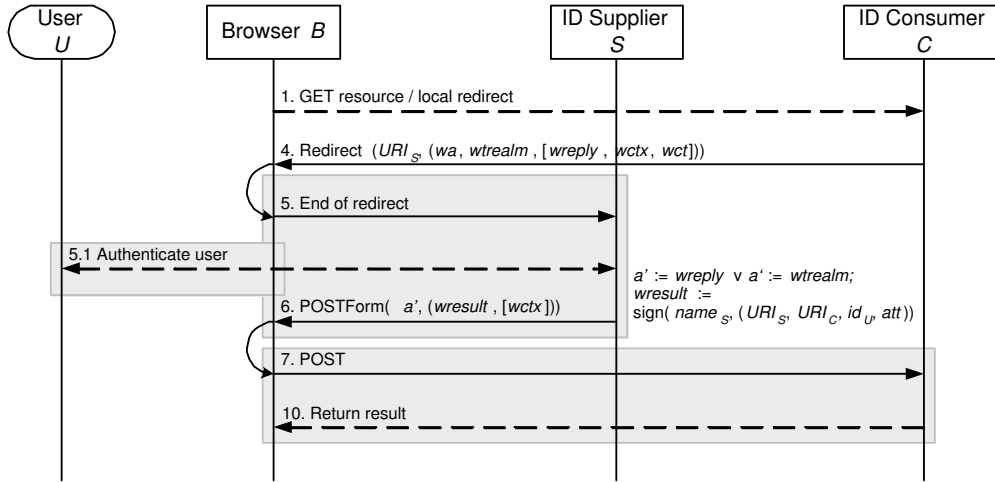 User
U
Browser B
ID Supplier
S
ID Consumer
C
1. GET resource / local redirect
4. Redirect (URI_S, (wa, wtrealm, [wreply, wctx, wct]))
5. End of redirect
5.1 Authenticate user
a' := wreply v a' := wtrealm;
wresult :=
sign( name_S, (URI_S, URI_C, id_U, att))
6. POSTForm( a', (wresult, [wctx]))
7. POST
10. Return result